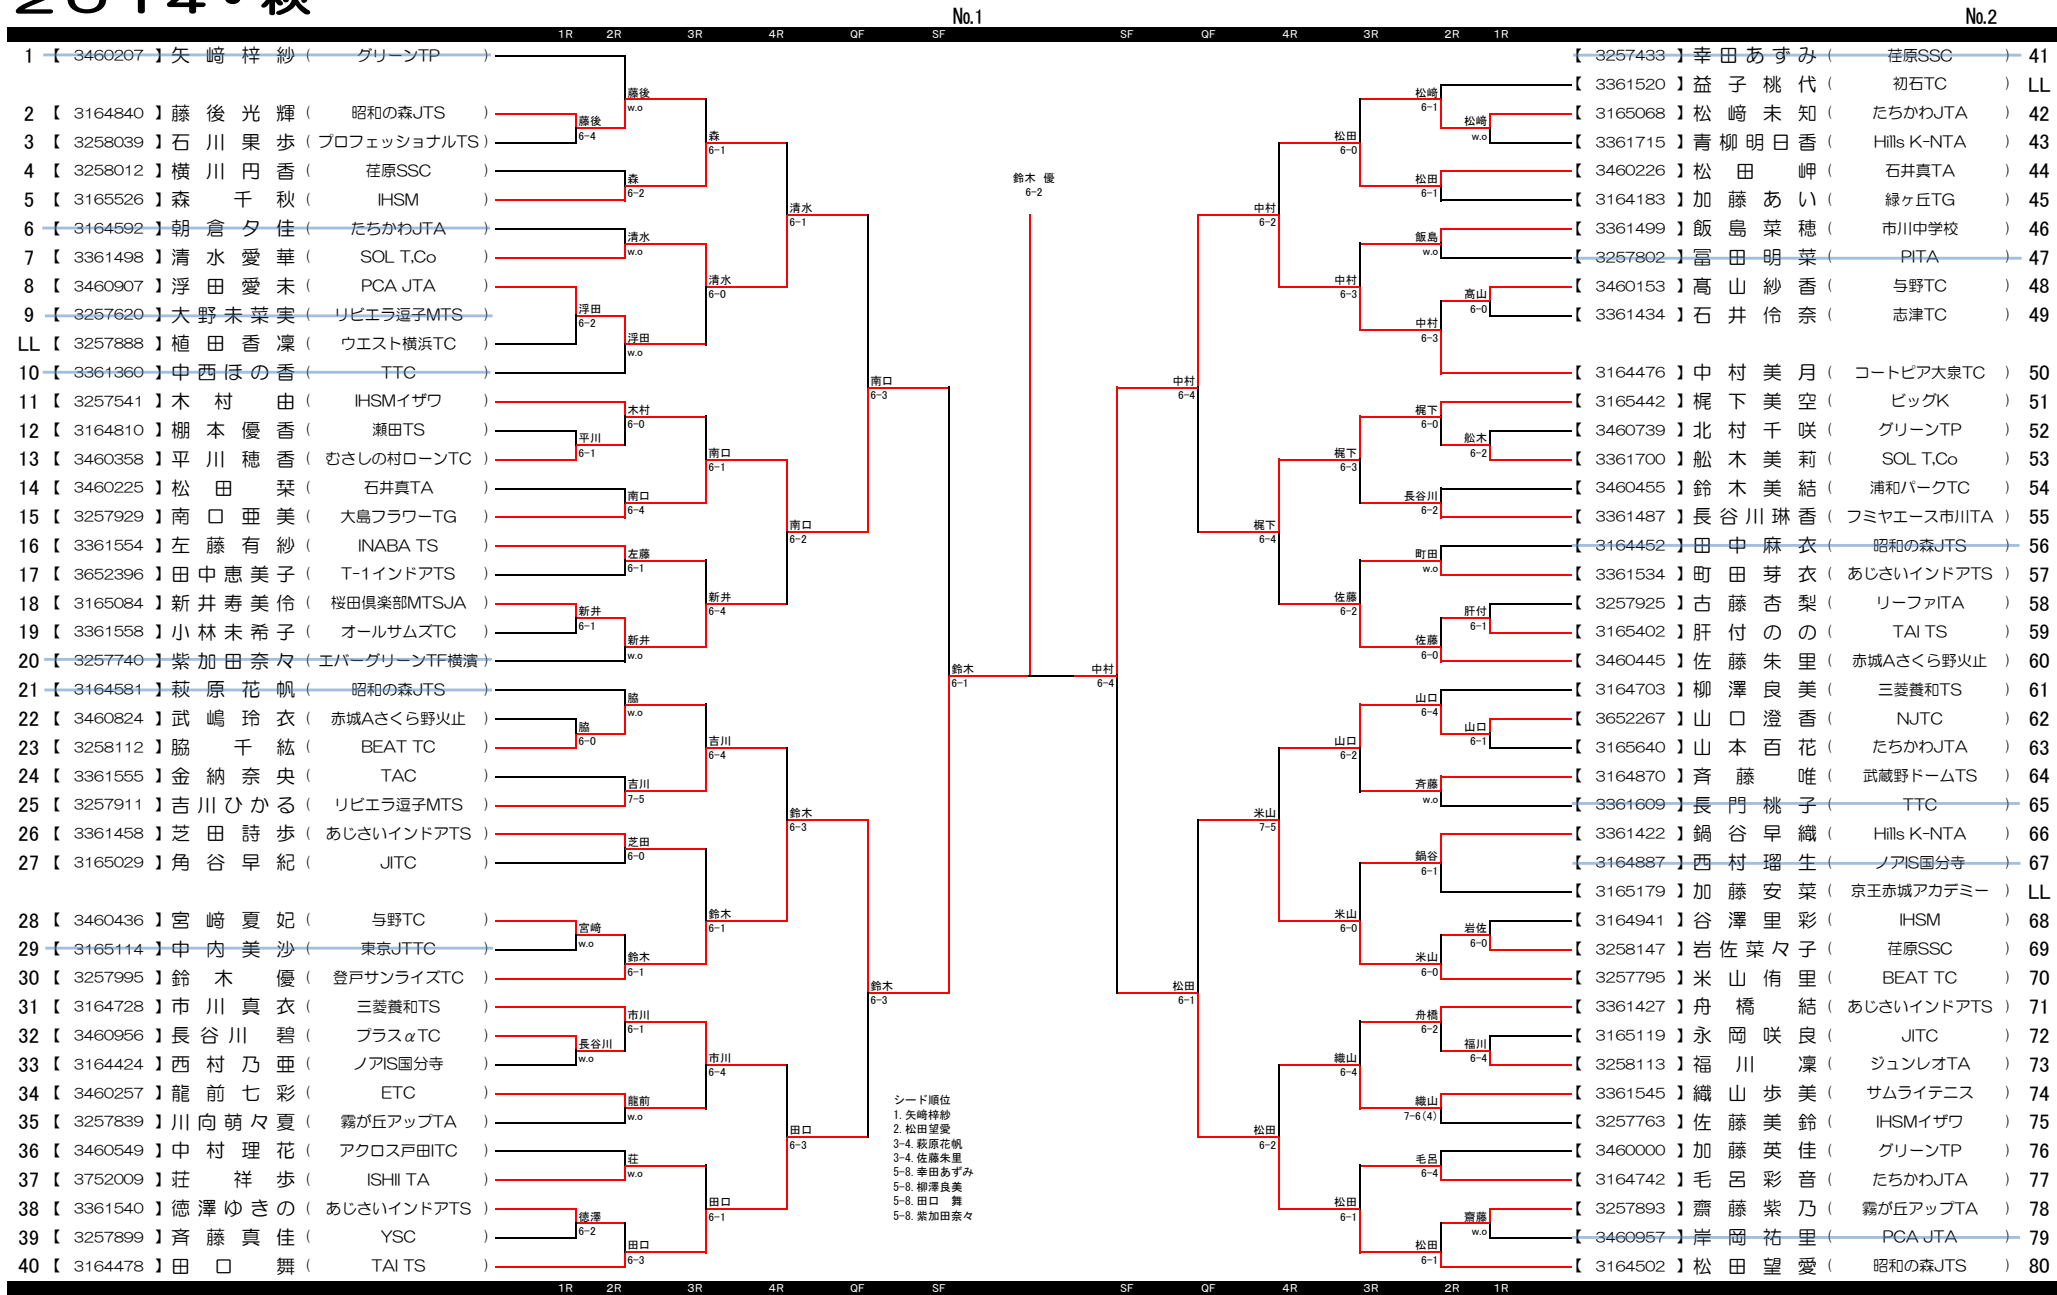 2014・萩
No.1
No.2
1R 2R 3R 4R QF SF SF QF 4R 3R 2R 1R
1 【 3460207 】 矢﨑梓紗 ( グリーンTP )
2 【 3164840 】 藤後光輝 ( 昭和の森JTS )
3 【 3258039 】 石川果歩 ( プロフェッショナルTS )
4 【 3258012 】 横川円香 ( 荏原SSC )
5 【 3165526 】 森千秋 ( IHSM )
6 【 3164592 】 朝倉夕佳 ( たちかわJTA )
7 【 3361498 】 清水愛華 ( SOL T,Co )
8 【 3460907 】 浮田愛未 ( PCA JTA )
9 【 3257620 】 大野未菜実 ( リビエラ逗子MTS )
LL 【 3257888 】 植田香凜 ( ウエスト横浜TC )
10 【 3361360 】 中西ほの香 ( TTC )
11 【 3257541 】 木村由 ( IHSMイザワ )
12 【 3164810 】 棚本優香 ( 瀬田TS )
13 【 3460358 】 平川穂香 ( むさしの村ローンTC )
14 【 3460225 】 松田栞 ( 石井真TA )
15 【 3257929 】 南口亜美 ( 大島フラワーTG )
16 【 3361554 】 左藤有紗 ( INABA TS )
17 【 3652396 】 田中恵美子 ( T-1インドアTS )
18 【 3165084 】 新井寿美伶 ( 桜田倶楽部MTSJA )
19 【 3361558 】 小林未希子 ( オールサムズTC )
20 【 3257740 】 紫加田奈々 ( エバーグリーンTF横濱 )
21 【 3164581 】 萩原花帆 ( 昭和の森JTS )
22 【 3460824 】 武嶋玲衣 ( 赤城Aさくら野火止 )
23 【 3258112 】 脇千紘 ( BEAT TC )
24 【 3361555 】 金納奈央 ( TAC )
25 【 3257911 】 吉川ひかる ( リビエラ逗子MTS )
26 【 3361458 】 芝田詩歩 ( あじさいインドアTS )
27 【 3165029 】 角谷早紀 ( JITC )
28 【 3460436 】 宮﨑夏妃 ( 与野TC )
29 【 3165114 】 中内美沙 ( 東京JTTC )
30 【 3257995 】 鈴木優 ( 登戸サンライズTC )
31 【 3164728 】 市川真衣 ( 三菱養和TS )
32 【 3460956 】 長谷川碧 ( プラスαTC )
33 【 3164424 】 西村乃亜 ( ノアIS国分寺 )
34 【 3460257 】 龍前七彩 ( ETC )
35 【 3257839 】 川向萌々夏 ( 霧が丘アップTA )
36 【 3460549 】 中村理花 ( アクロス戸田ITC )
37 【 3752009 】 荘祥歩 ( ISHII TA )
38 【 3361540 】 徳澤ゆきの ( あじさいインドアTS )
39 【 3257899 】 斉藤真佳 ( YSC )
40 【 3164478 】 田口舞 ( TAI TS )
藤後 6-4
浮田 6-2
平川 6-1
新井 6-1
脇 6-0
宮﨑 w.o
長谷川 w.o
徳澤 6-2
藤後 w.o
森 6-2
清水 w.o
浮田 w.o
木村 6-0
南口 6-4
左藤 6-1
新井 w.o
脇 w.o
吉川 7-5
芝田 6-0
鈴木 6-1
市川 6-1
龍前 w.o
荘 w.o
田口 6-3
森 6-1
清水 6-0
南口 6-1
新井 6-4
吉川 6-4
鈴木 6-1
市川 6-4
田口 6-1
清水 6-1
南口 6-2
鈴木 6-3
田口 6-3
南口 6-3
鈴木 6-3
鈴木 6-1
鈴木 優
6-2
シード順位
1. 矢﨑梓紗
2. 松田望愛
3-4. 萩原花帆
3-4. 佐藤朱里
5-8. 幸田あずみ
5-8. 柳澤良美
5-8. 田口 舞
5-8. 紫加田奈々
中村 6-4
中村 6-4
松田 6-1
中村 6-2
梶下 6-4
米山 7-5
松田 6-2
松田 6-0
中村 6-3
梶下 6-3
佐藤 6-2
山口 6-2
米山 6-0
織山 6-4
松田 6-1
松﨑 6-1
松田 6-1
飯島 w.o
中村 6-3
梶下 6-0
長谷川 6-2
町田 w.o
佐藤 6-0
山口 6-4
斉藤 w.o
鍋谷 6-1
米山 6-0
舟橋 6-2
織山 7-6(4)
毛呂 6-4
松田 6-1
松﨑 w.o
髙山 6-0
舩木 6-2
肝付 6-1
山口 6-1
岩佐 6-0
福川 6-4
齋藤 w.o
【 3257433 】 幸田あずみ ( 荏原SSC ) 41
【 3361520 】 益子桃代 ( 初石TC ) LL
【 3165068 】 松﨑未知 ( たちかわJTA ) 42
【 3361715 】 青柳明日香 ( Hills K-NTA ) 43
【 3460226 】 松田岬 ( 石井真TA ) 44
【 3164183 】 加藤あい ( 緑ヶ丘TG ) 45
【 3361499 】 飯島菜穂 ( 市川中学校 ) 46
【 3257802 】 冨田明菜 ( PITA ) 47
【 3460153 】 髙山紗香 ( 与野TC ) 48
【 3361434 】 石井伶奈 ( 志津TC ) 49
【 3164476 】 中村美月 ( コートピア大泉TC ) 50
【 3165442 】 梶下美空 ( ビッグK ) 51
【 3460739 】 北村千咲 ( グリーンTP ) 52
【 3361700 】 舩木美莉 ( SOL T,Co ) 53
【 3460455 】 鈴木美結 ( 浦和パークTC ) 54
【 3361487 】 長谷川琳香 ( フミヤエース市川TA ) 55
【 3164452 】 田中麻衣 ( 昭和の森JTS ) 56
【 3361534 】 町田芽衣 ( あじさいインドアTS ) 57
【 3257925 】 古藤杏梨 ( リーファITA ) 58
【 3165402 】 肝付のの ( TAI TS ) 59
【 3460445 】 佐藤朱里 ( 赤城Aさくら野火止 ) 60
【 3164703 】 柳澤良美 ( 三菱養和TS ) 61
【 3652267 】 山口澄香 ( NJTC ) 62
【 3165640 】 山本百花 ( たちかわJTA ) 63
【 3164870 】 斉藤唯 ( 武蔵野ドームTS ) 64
【 3361609 】 長門桃子 ( TTC ) 65
【 3361422 】 鍋谷早織 ( Hills K-NTA ) 66
【 3164887 】 西村瑠生 ( ノアIS国分寺 ) 67
【 3165179 】 加藤安菜 ( 京王赤城アカデミー ) LL
【 3164941 】 谷澤里彩 ( IHSM ) 68
【 3258147 】 岩佐菜々子 ( 荏原SSC ) 69
【 3257795 】 米山侑里 ( BEAT TC ) 70
【 3361427 】 舟橋結 ( あじさいインドアTS ) 71
【 3165119 】 永岡咲良 ( JITC ) 72
【 3258113 】 福川凜 ( ジュンレオTA ) 73
【 3361545 】 織山歩美 ( サムライテニス ) 74
【 3257763 】 佐藤美鈴 ( IHSMイザワ ) 75
【 3460000 】 加藤英佳 ( グリーンTP ) 76
【 3164742 】 毛呂彩音 ( たちかわJTA ) 77
【 3257893 】 齋藤紫乃 ( 霧が丘アップTA ) 78
【 3460957 】 岸岡祐里 ( PCA JTA ) 79
【 3164502 】 松田望愛 ( 昭和の森JTS ) 80
1R 2R 3R 4R QF SF SF QF 4R 3R 2R 1R